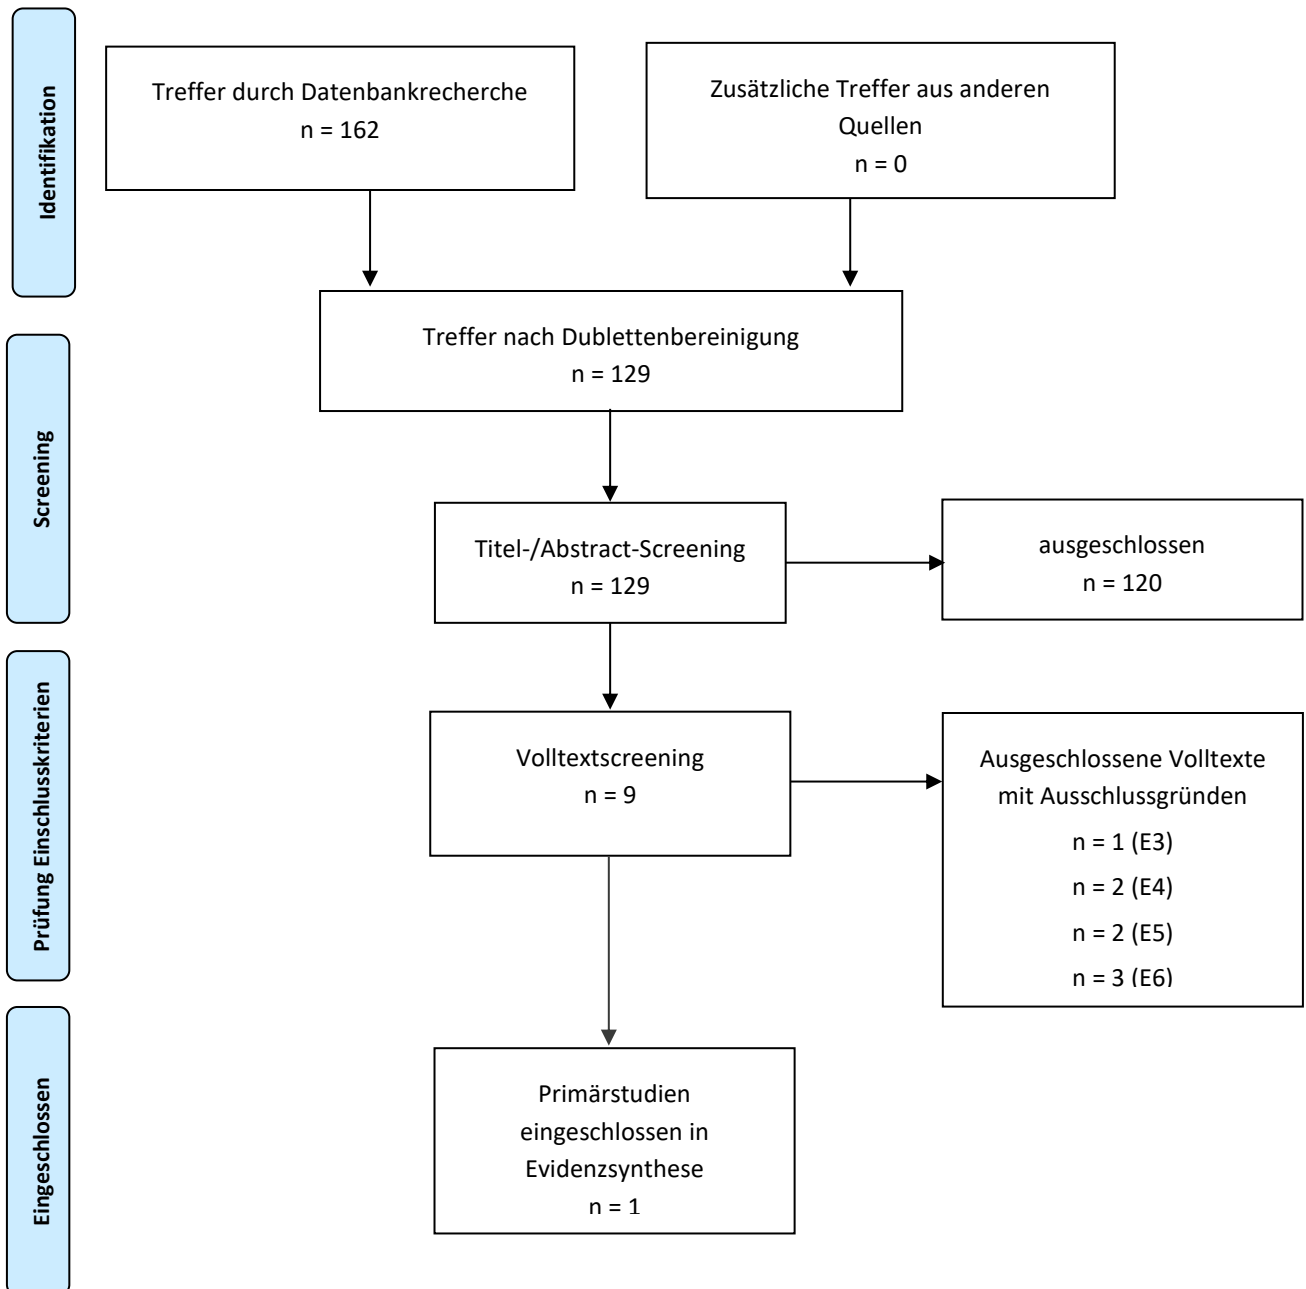 Identifikation
Treffer durch Datenbankrecherche
n = 162
Zusätzliche Treffer aus anderen
Quellen
n = 0
Treffer nach Dublettenbereinigung
n = 129
Screening
Titel-/Abstract-Screening
n = 129
ausgeschlossen
n = 120
Prüfung Einschlusskriterien
Volltextscreening
n = 9
Ausgeschlossene Volltexte
mit Ausschlussgründen
n = 1 (E3)
n = 2 (E4)
n = 2 (E5)
n = 3 (E6)
Eingeschlossen
Primärstudien
eingeschlossen in
Evidenzsynthese
n = 1